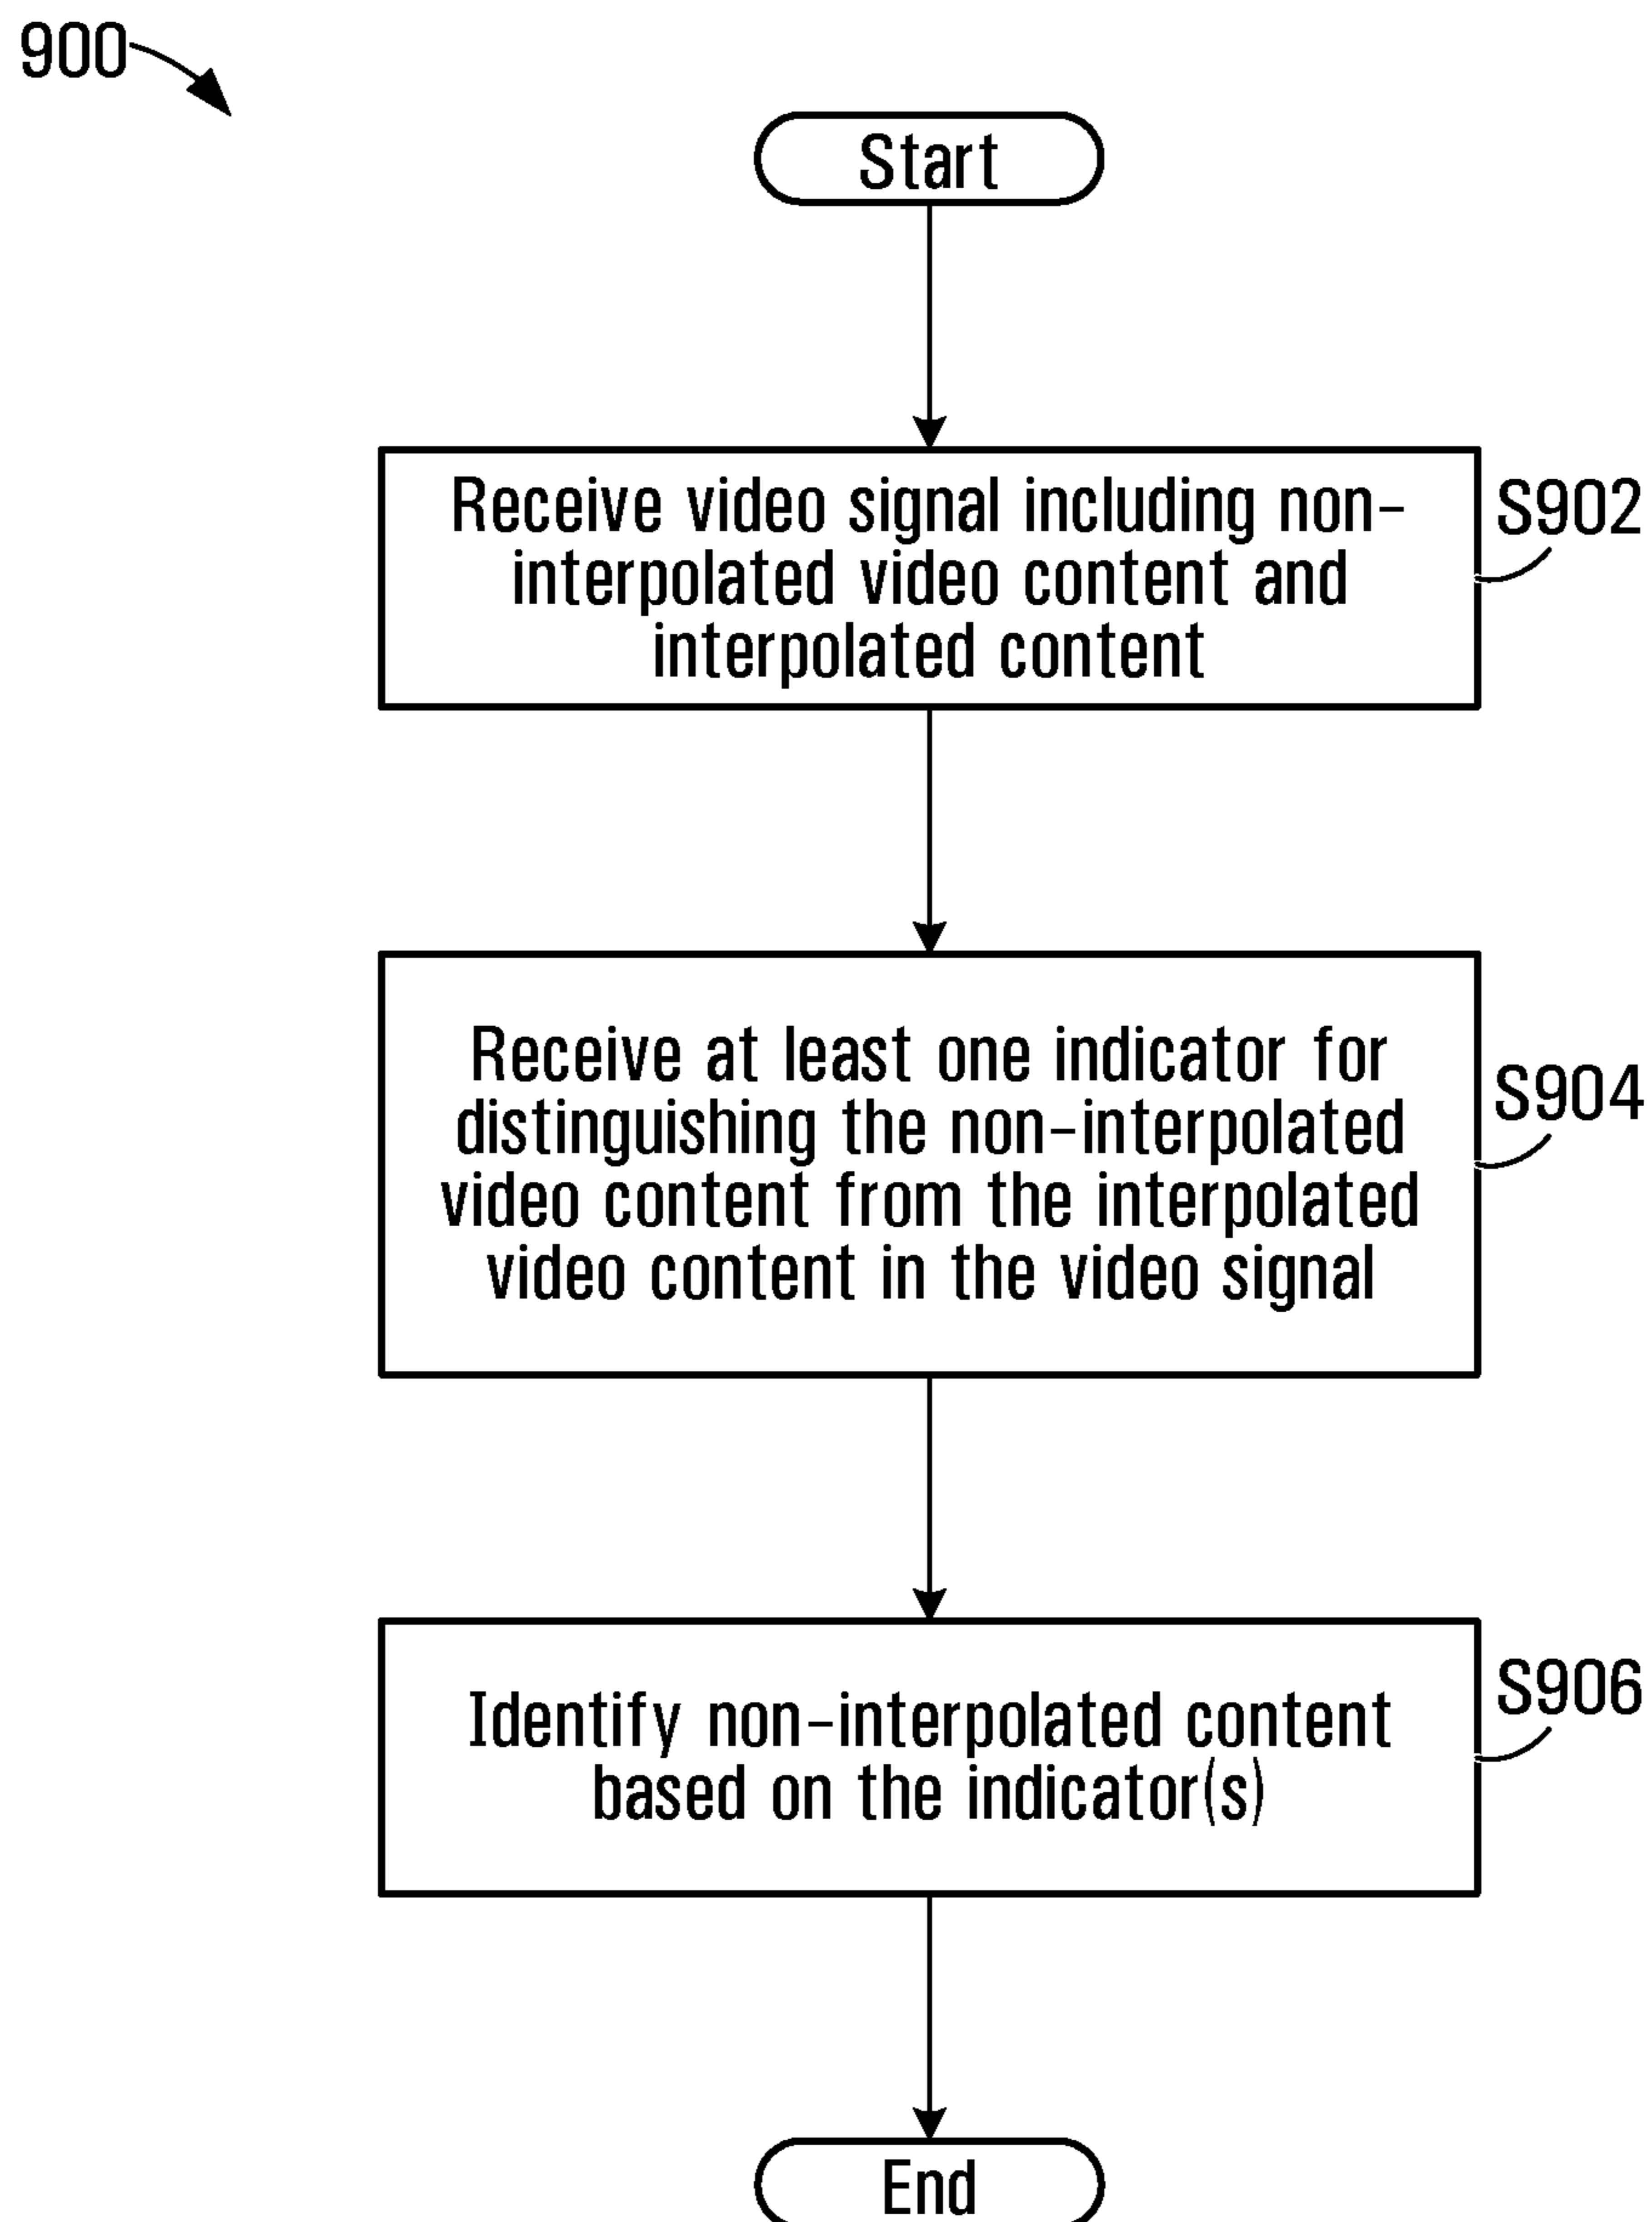 900
Start
Receive video signal including non-
interpolated video content and
interpolated content
S902
Receive at least one indicator for
distinguishing the non-interpolated
video content from the interpolated
video content in the video signal
S904
Identify non-interpolated content
based on the indicator(s)
S906
End